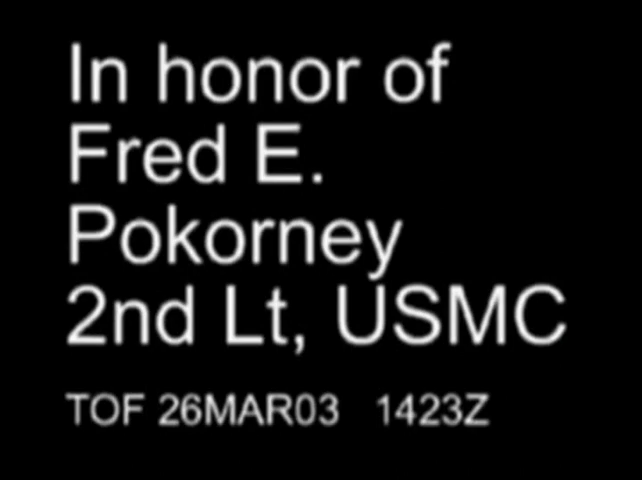 In honor of
Fred E.
Pokorney
2nd Lt, USMC
TOF 26MAR03 1423Z